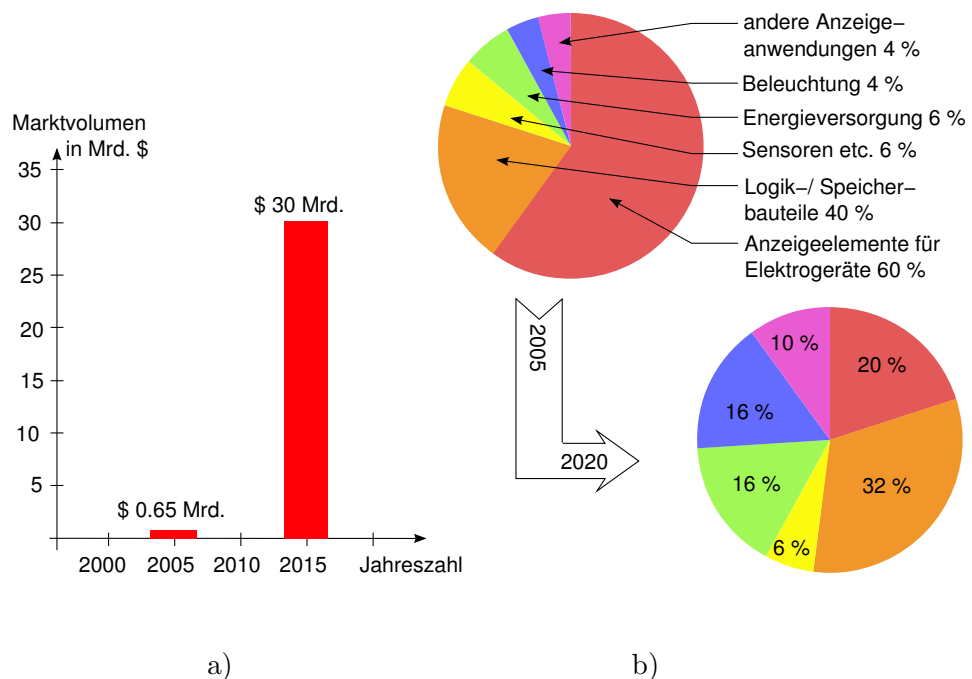 Marktvolumen
in Mrd. $
35
30
25
20
15
10
5
$ 30 Mrd.
$ 0.65 Mrd.
2000 2005 2010 2015 Jahreszahl
a)
andere Anzeige–
anwendungen 4 %
Beleuchtung 4 %
Energieversorgung 6 %
Sensoren etc. 6 %
Logik–/ Speicher–
bauteile 40 %
Anzeigeelemente für
Elektrogeräte 60 %
2005
2020
10 %
20 %
16 %
16 %
32 %
6 %
b)